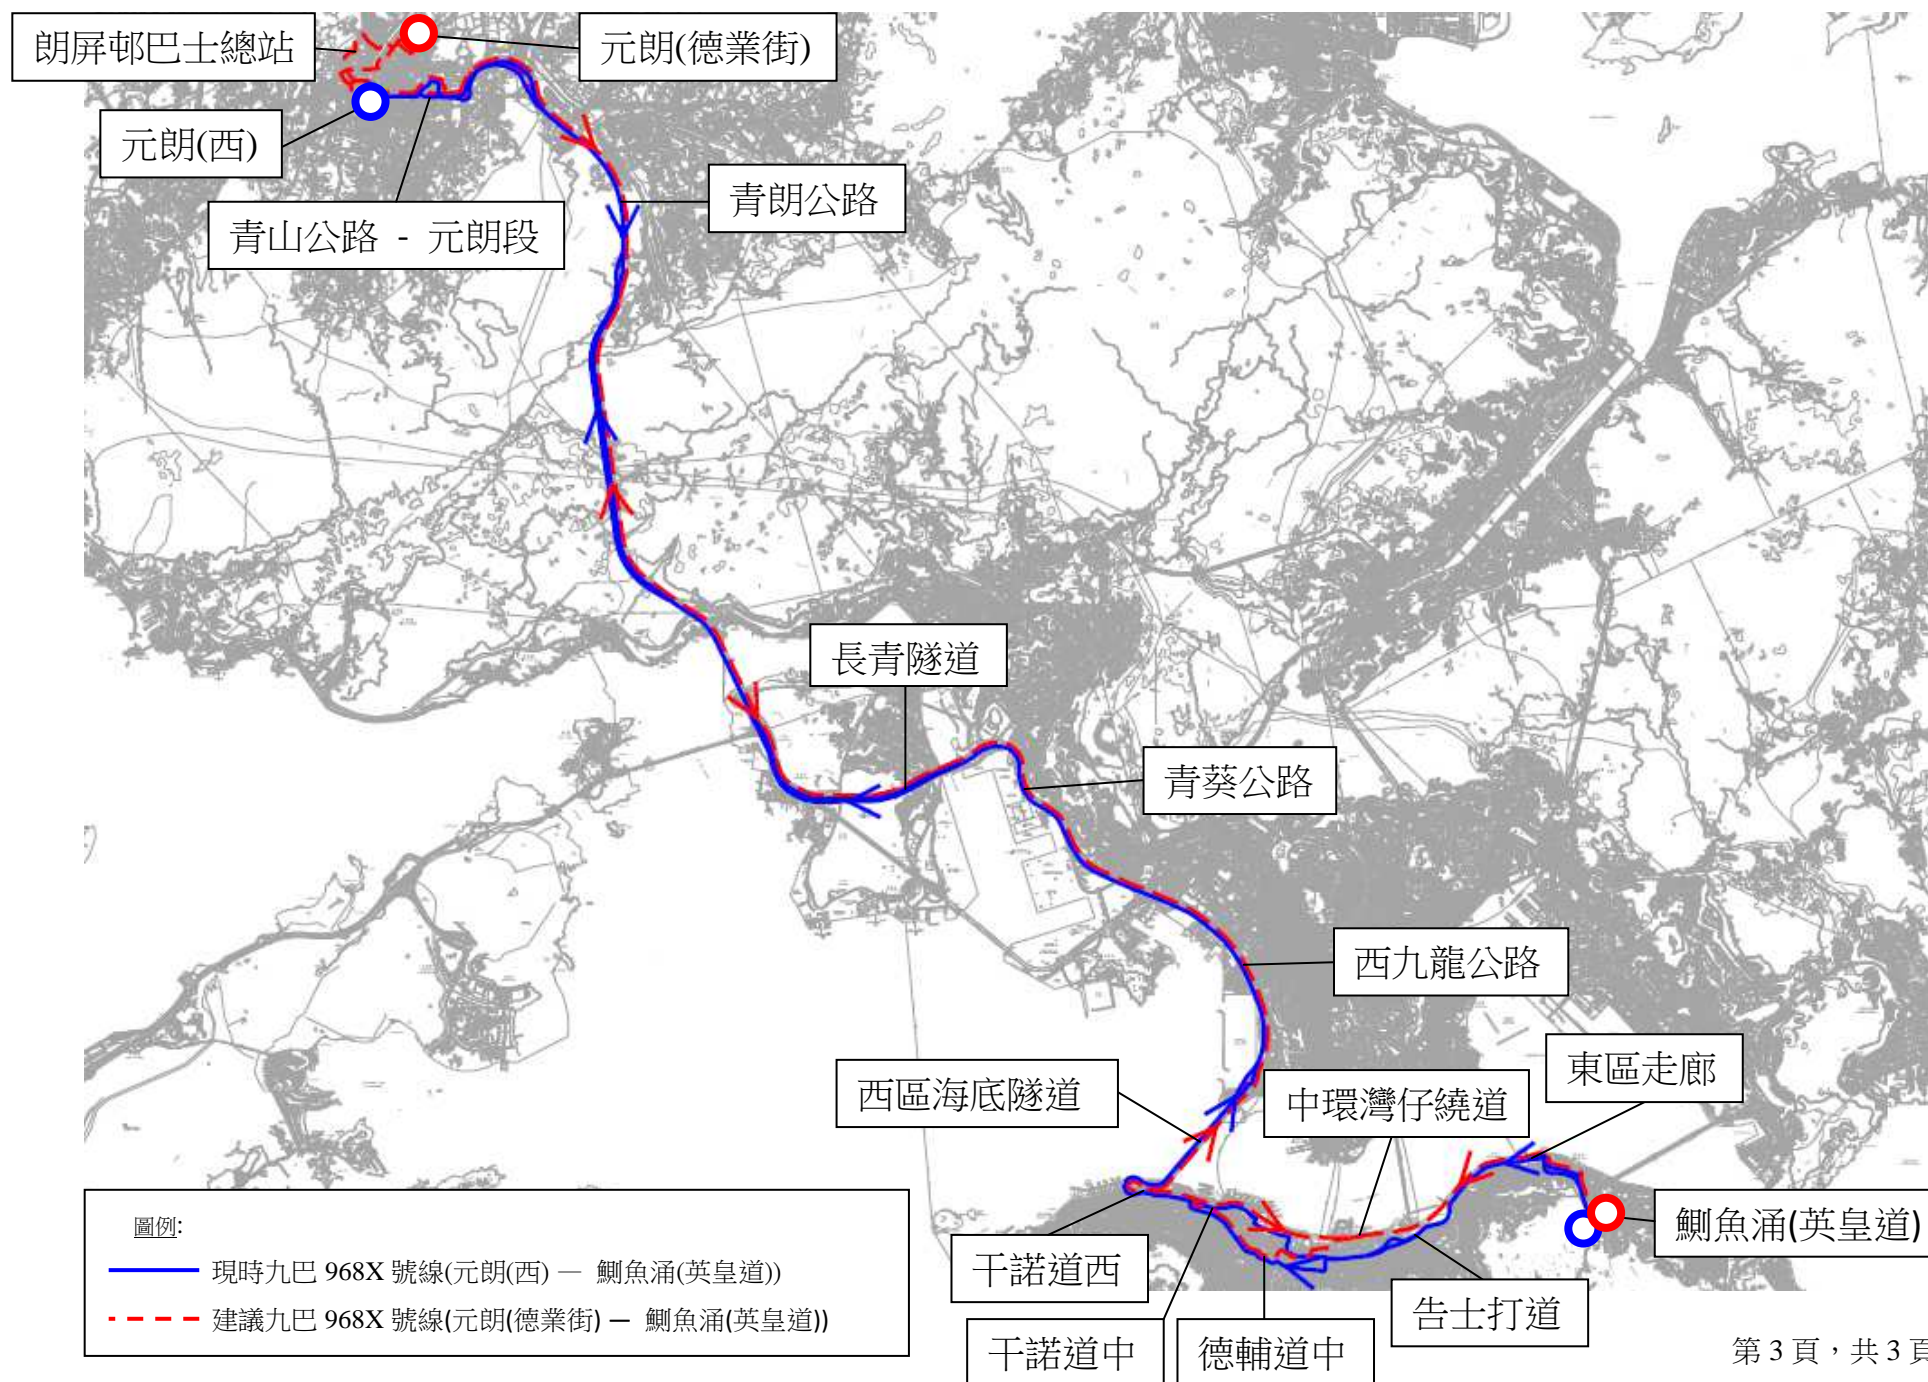 朗屏邨巴士總站
元朗(德業街)
元朗(西)
青山公路 - 元朗段
青朗公路
長青隧道
青葵公路
西九龍公路
東區走廊
西區海底隧道
中環灣仔繞道
鰂魚涌(英皇道)
干諾道西
告士打道
干諾道中
德輔道中
圖例:
現時九巴 968X 號線(元朗(西) — 鰂魚涌(英皇道))
建議九巴 968X 號線(元朗(德業街) — 鰂魚涌(英皇道))
第 3 頁，共 3 頁